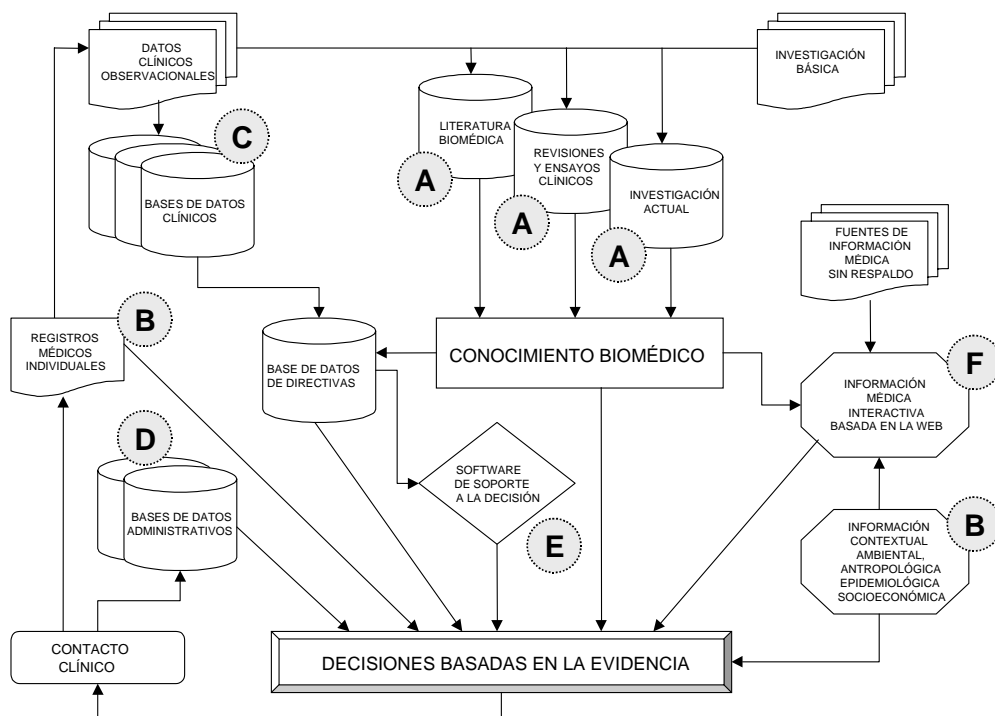 DATOS
CLÍNICOS
OBSERVACIONALES
INVESTIGACIÓN
BÁSICA
LITERATURA
BIOMÉDICA
A
REVISIONES
Y ENSAYOS
CLÍNICOS
A
INVESTIGACIÓN
ACTUAL
A
C
BASES DE DATOS
CLÍNICOS
FUENTES DE
INFORMACIÓN
MÉDICA
SIN RESPALDO
B
REGISTROS
MÉDICOS
INDIVIDUALES
BASE DE DATOS
DE DIRECTIVAS
CONOCIMIENTO BIOMÉDICO
F
INFORMACIÓN
MÉDICA
INTERACTIVA
BASADA EN LA WEB
D
BASES DE DATOS
ADMINISTRATIVOS
SOFTWARE
DE SOPORTE
A LA DECISIÓN
E
B
INFORMACIÓN
CONTEXTUAL
AMBIENTAL,
ANTROPOLÓGICA
EPIDEMIOLÓGICA
SOCIOECONÓMICA
CONTACTO
CLÍNICO
DECISIONES BASADAS EN LA EVIDENCIA